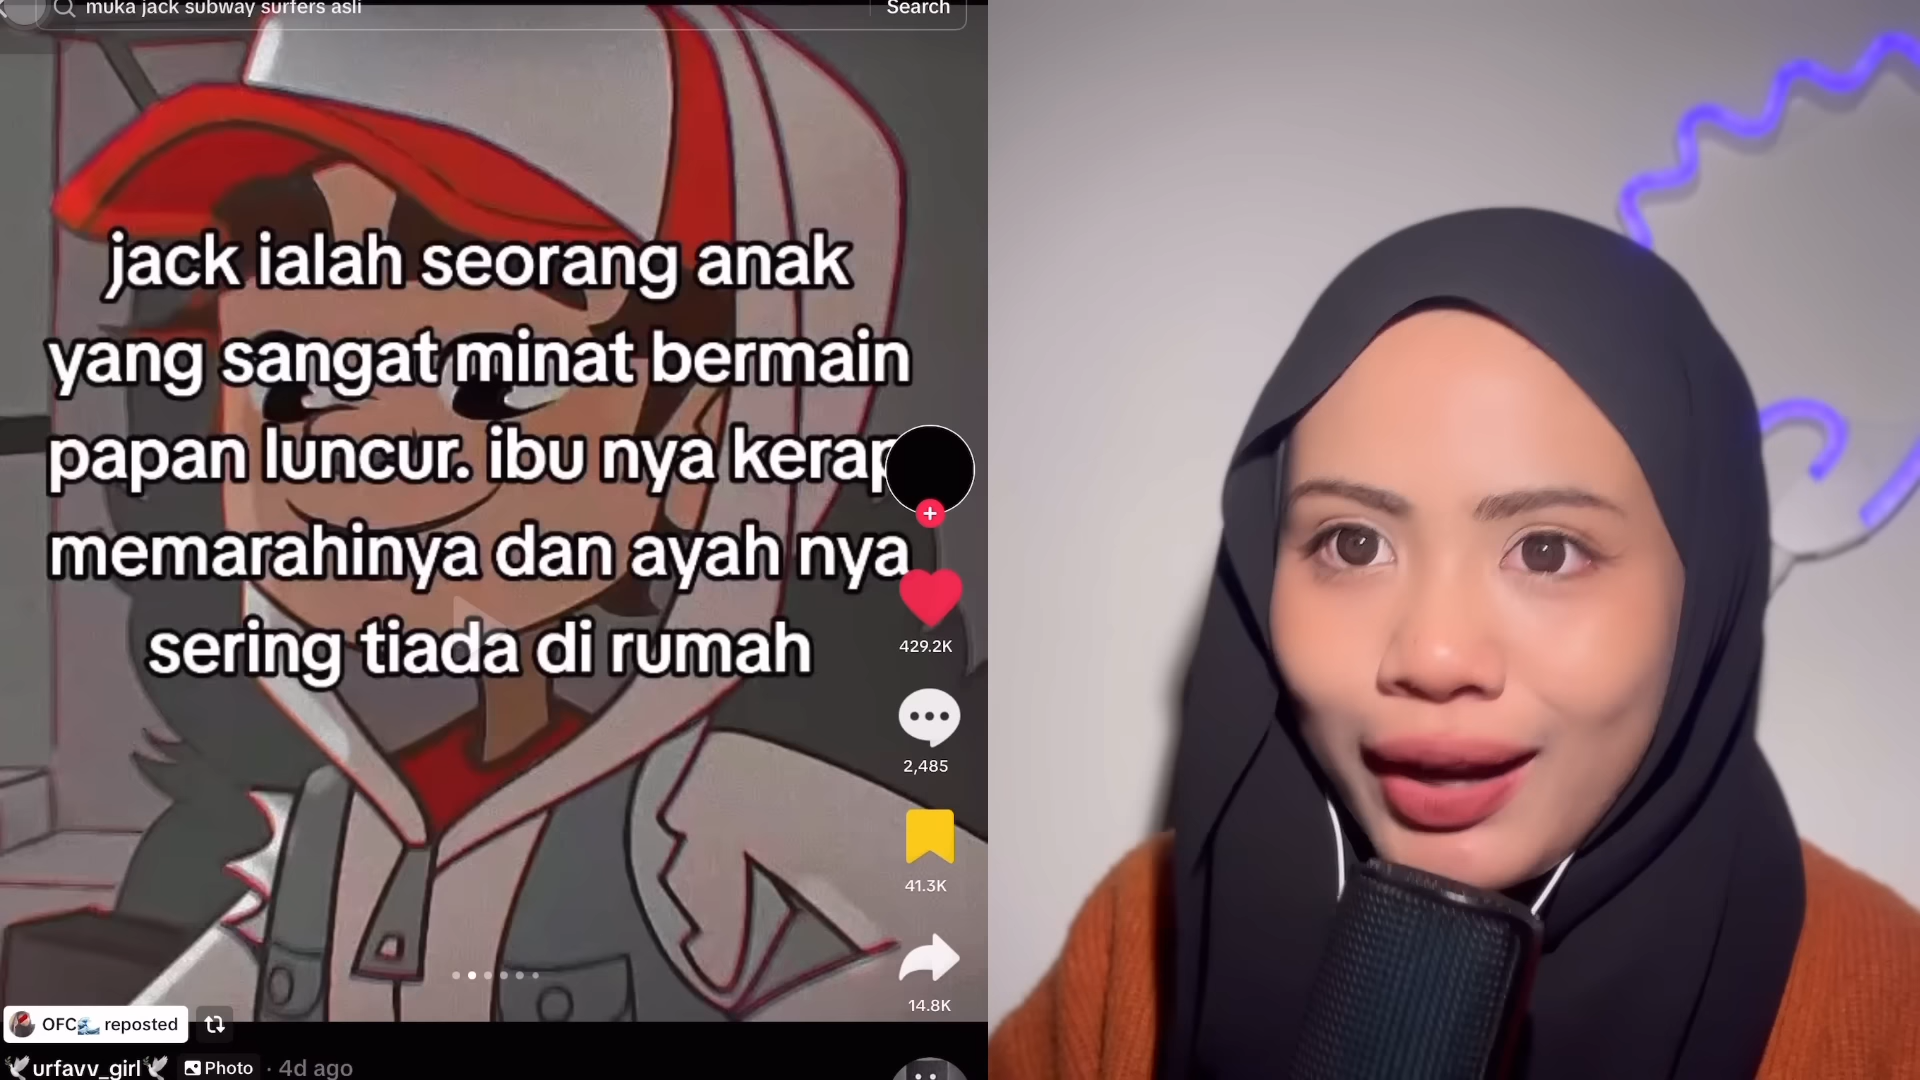 muka jack subway surfers asli
Search
jack ialah seorang anak
yang sangat minat bermain
papan luncur. ibu nya kerap
memarahinya dan ayah nya
sering tiada di rumah
429.2K
2,485
41.3K
14.8K
OFC🌊 reposted
🕊urfavv_girl🕊 Photo · 4d ago